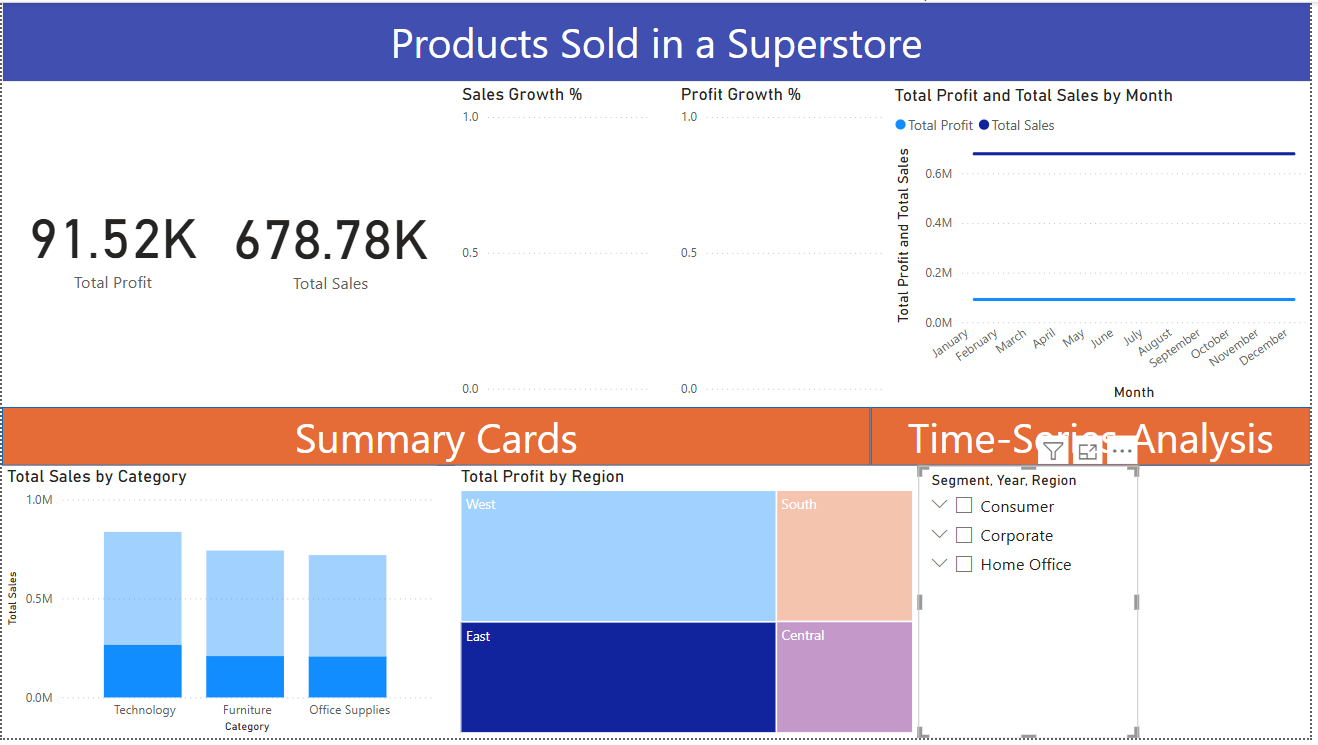 Products Sold in a Superstore
91.52K
Total Profit
678.78K
Total Sales
Sales Growth %
1.0
0.5
0.0
Profit Growth %
1.0
0.5
0.0
Total Profit and Total Sales by Month
Total Profit Total Sales
Total Profit and Total Sales
0.6M
0.4M
0.2M
0.0M
January February March April May June July August September October November December
Month
Summary Cards
Time-Series Analysis
Total Sales by Category
Total Sales
1.0M
0.5M
0.0M
Technology Furniture Office Supplies
Category
Total Profit by Region
West
South
East
Central
Segment, Year, Region
Consumer
Corporate
Home Office